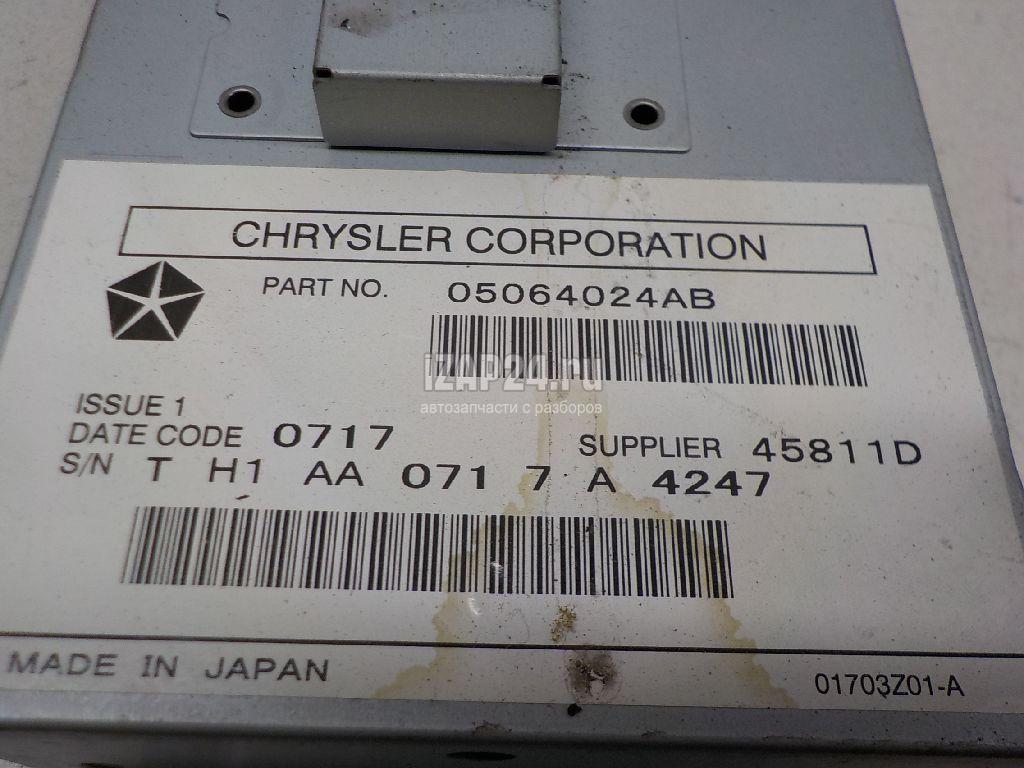 CHRYSLER CORPORATION
PART NO. 05064024AB
iZAP24.ru
автозапчасти с разборов
ISSUE 1
DATE CODE 0717 SUPPLIER 45811D
S/N T H1 AA 071 7 A 4247
MADE IN JAPAN 01703Z01-A